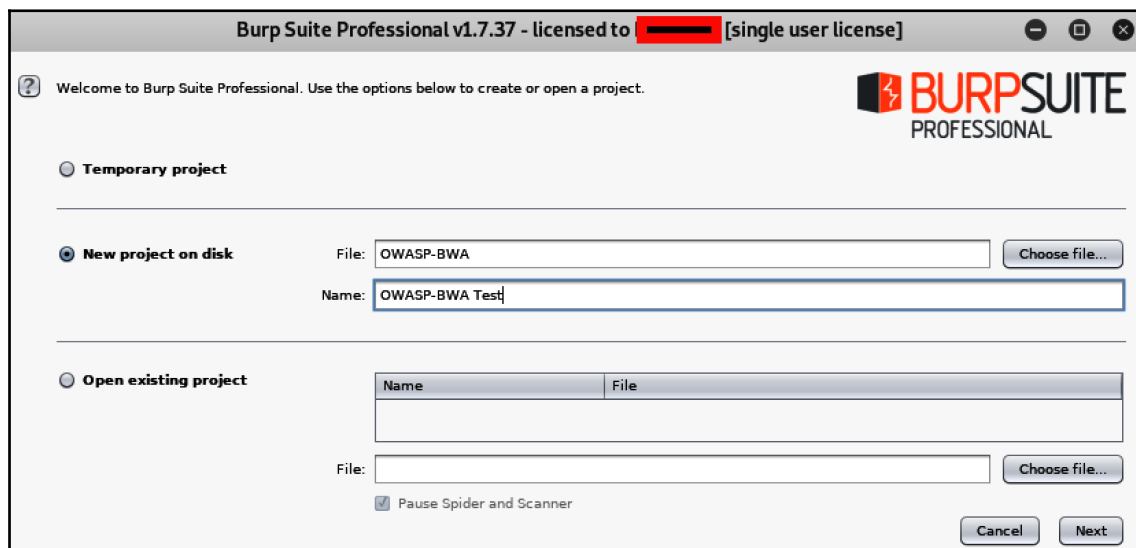 Burp Suite Professional v1.7.37 - licensed to [single user license]
?
Welcome to Burp Suite Professional. Use the options below to create or open a project.
BURPSUITE
PROFESSIONAL
Temporary project
New project on disk
File: OWASP-BWA Choose file...
Name: OWASP-BWA Test
Open existing project
Name File
File: Choose file...
Pause Spider and Scanner
Cancel Next